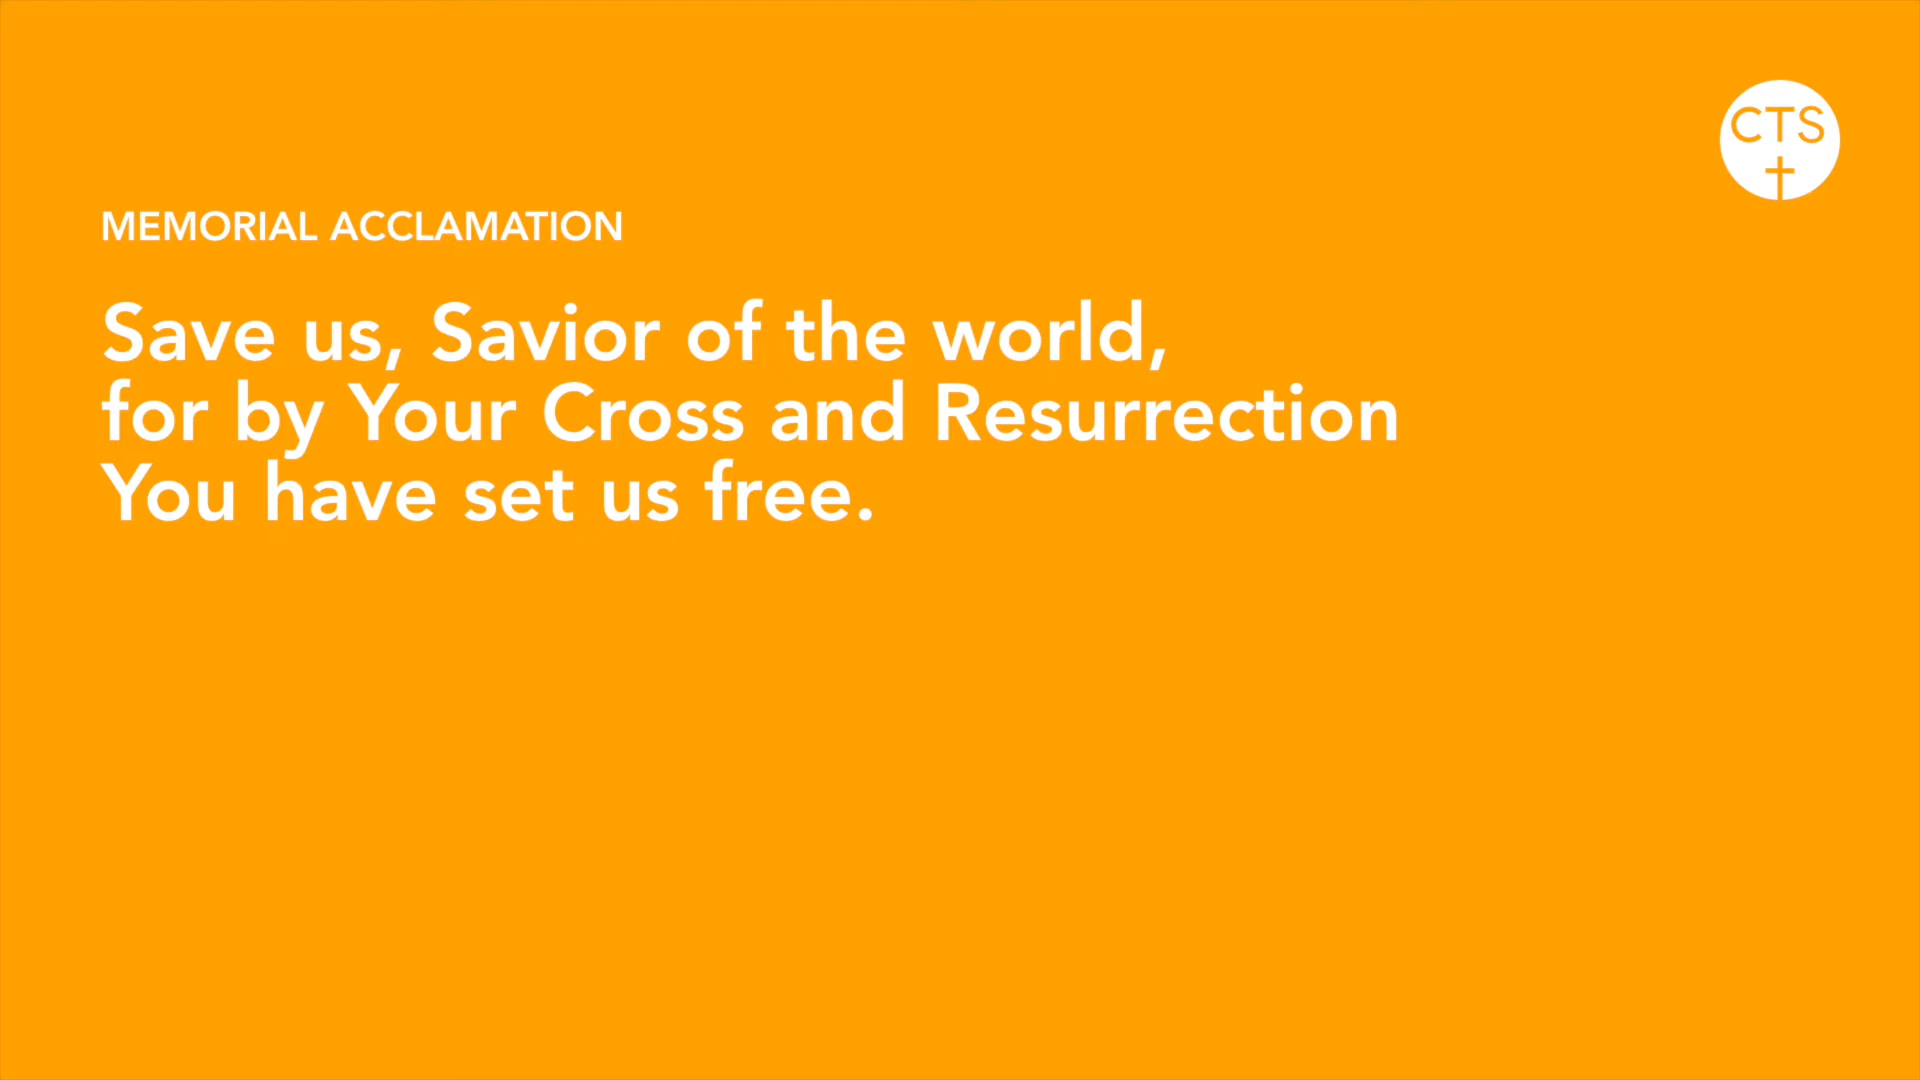 CTS
MEMORIAL ACCLAMATION
Save us, Savior of the world,
for by Your Cross and Resurrection
You have set us free.